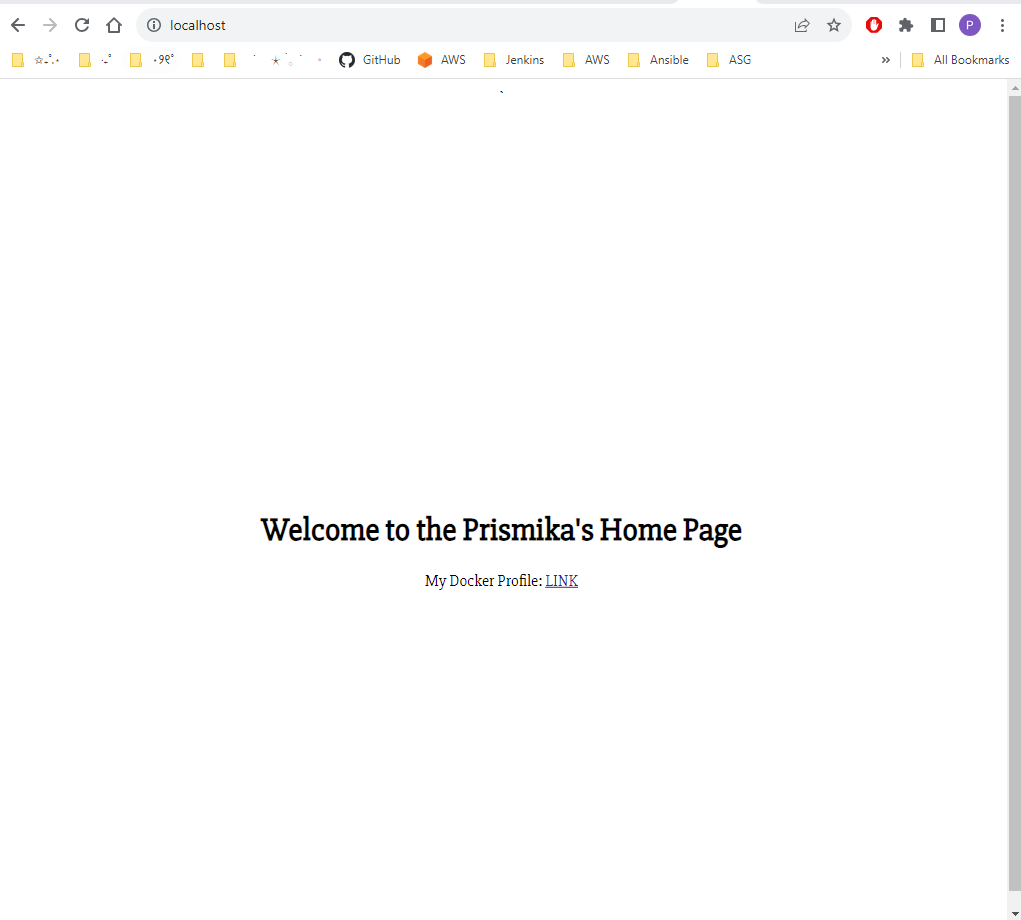 localhost
GitHub AWS Jenkins AWS Ansible ASG » All Bookmarks
P
`
Welcome to the Prismika's Home Page
My Docker Profile: LINK